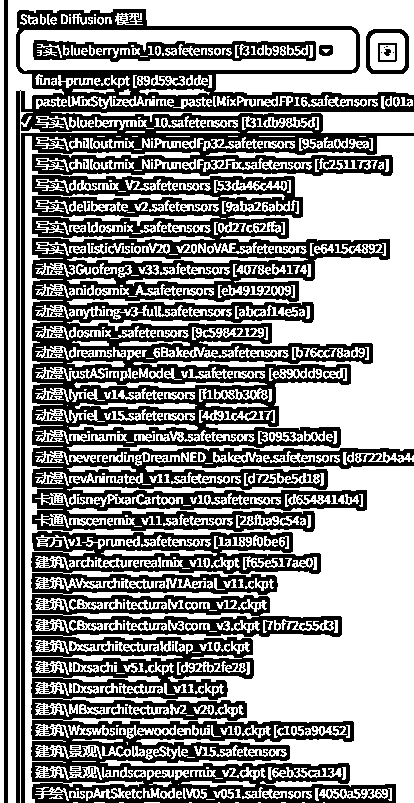 Stable Diffusion 模型
写实\blueberrymix_10.safetensors [f31db98b5d]
final-prune.ckpt [89d59c3dde]
pastelMixStylizedAnime_pastelMixPrunedFP16.safetensors [d01a
写实\blueberrymix_10.safetensors [f31db98b5d]
写实\chilloutmix_NiPrunedFp32.safetensors [95afa0d9ea]
写实\chilloutmix_NiPrunedFp32Fix.safetensors [fc2511737a]
写实\ddosmix_V2.safetensors [53da46c440]
写实\deliberate_v2.safetensors [9aba26abdf]
写实\realdosmix_.safetensors [0d27c62ffa]
写实\realisticVisionV20_v20NoVAE.safetensors [e6415c4892]
动漫\3Guofeng3_v33.safetensors [4078eb4174]
动漫\anidosmix_A.safetensors [eb49192009]
动漫\anything-v3-full.safetensors [abcaf14e5a]
动漫\dosmix_.safetensors [9c59842129]
动漫\dreamshaper_6BakedVae.safetensors [b76cc78ad9]
动漫\justASimpleModel_v1.safetensors [e890dd9ced]
动漫\lyriel_v14.safetensors [f1b08b30f8]
动漫\lyriel_v15.safetensors [4d91c4c217]
动漫\meinamix_meinaV8.safetensors [30953ab0de]
动漫\neverendingDreamNED_bakedVae.safetensors [d8722b4a4d
动漫\revAnimated_v11.safetensors [d725be5d18]
卡通\disneyPixarCartoon_v10.safetensors [d6548414b4]
卡通\mscenemix_v11.safetensors [28fba9c54a]
官方\v1-5-pruned.safetensors [1a189f0be6]
建筑\architecturerealmix_v10.ckpt [f65e517ae0]
建筑\AVxsarchitecturalV1Aerial_v11.ckpt
建筑\CBxsarchitecturalv1com_v12.ckpt
建筑\CBxsarchitecturalv3com_v3.ckpt [7bf72c55d3]
建筑\Dxsarchitecturaldilap_v10.ckpt
建筑\IDxsachi_v51.ckpt [d92fb2fe28]
建筑\IDxsarchitectural_v11.ckpt
建筑\MBxsarchitecturalv2_v20.ckpt
建筑\Wxswbsinglewoodenbuil_v10.ckpt [c105a90452]
建筑\景观\LACollageStyle_V15.safetensors
建筑\景观\landscapesupermix_v2.ckpt [6eb35ca134]
手绘\nispArtSketchModelV05_v051.safetensors [4050a59369]